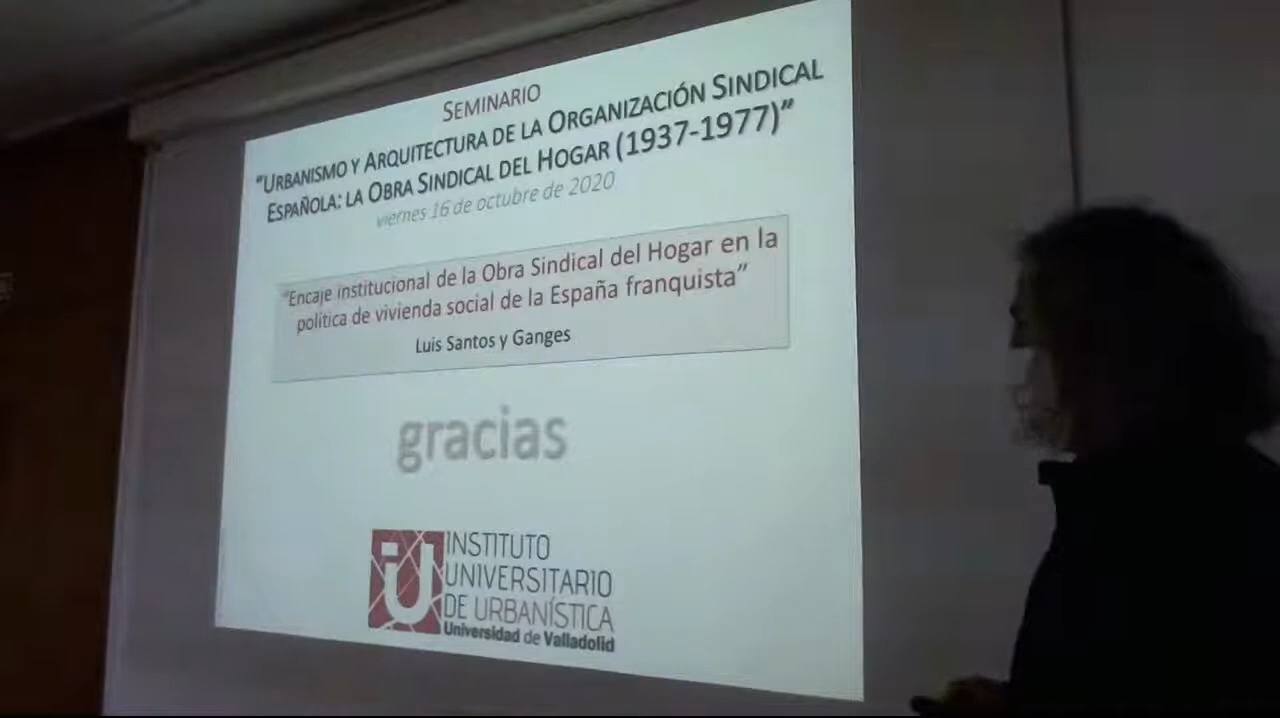 SEMINARIO
"URBANISMO Y ARQUITECTURA DE LA ORGANIZACIÓN SINDICAL
ESPAÑOLA: LA OBRA SINDICAL DEL HOGAR (1937-1977)"
viernes 16 de octubre de 2020
"Encaje institucional de la Obra Sindical del Hogar en la
política de vivienda social de la España franquista"
Luis Santos y Ganges
gracias
iU
INSTITUTO
UNIVERSITARIO
DE URBANÍSTICA
Universidad de Valladolid